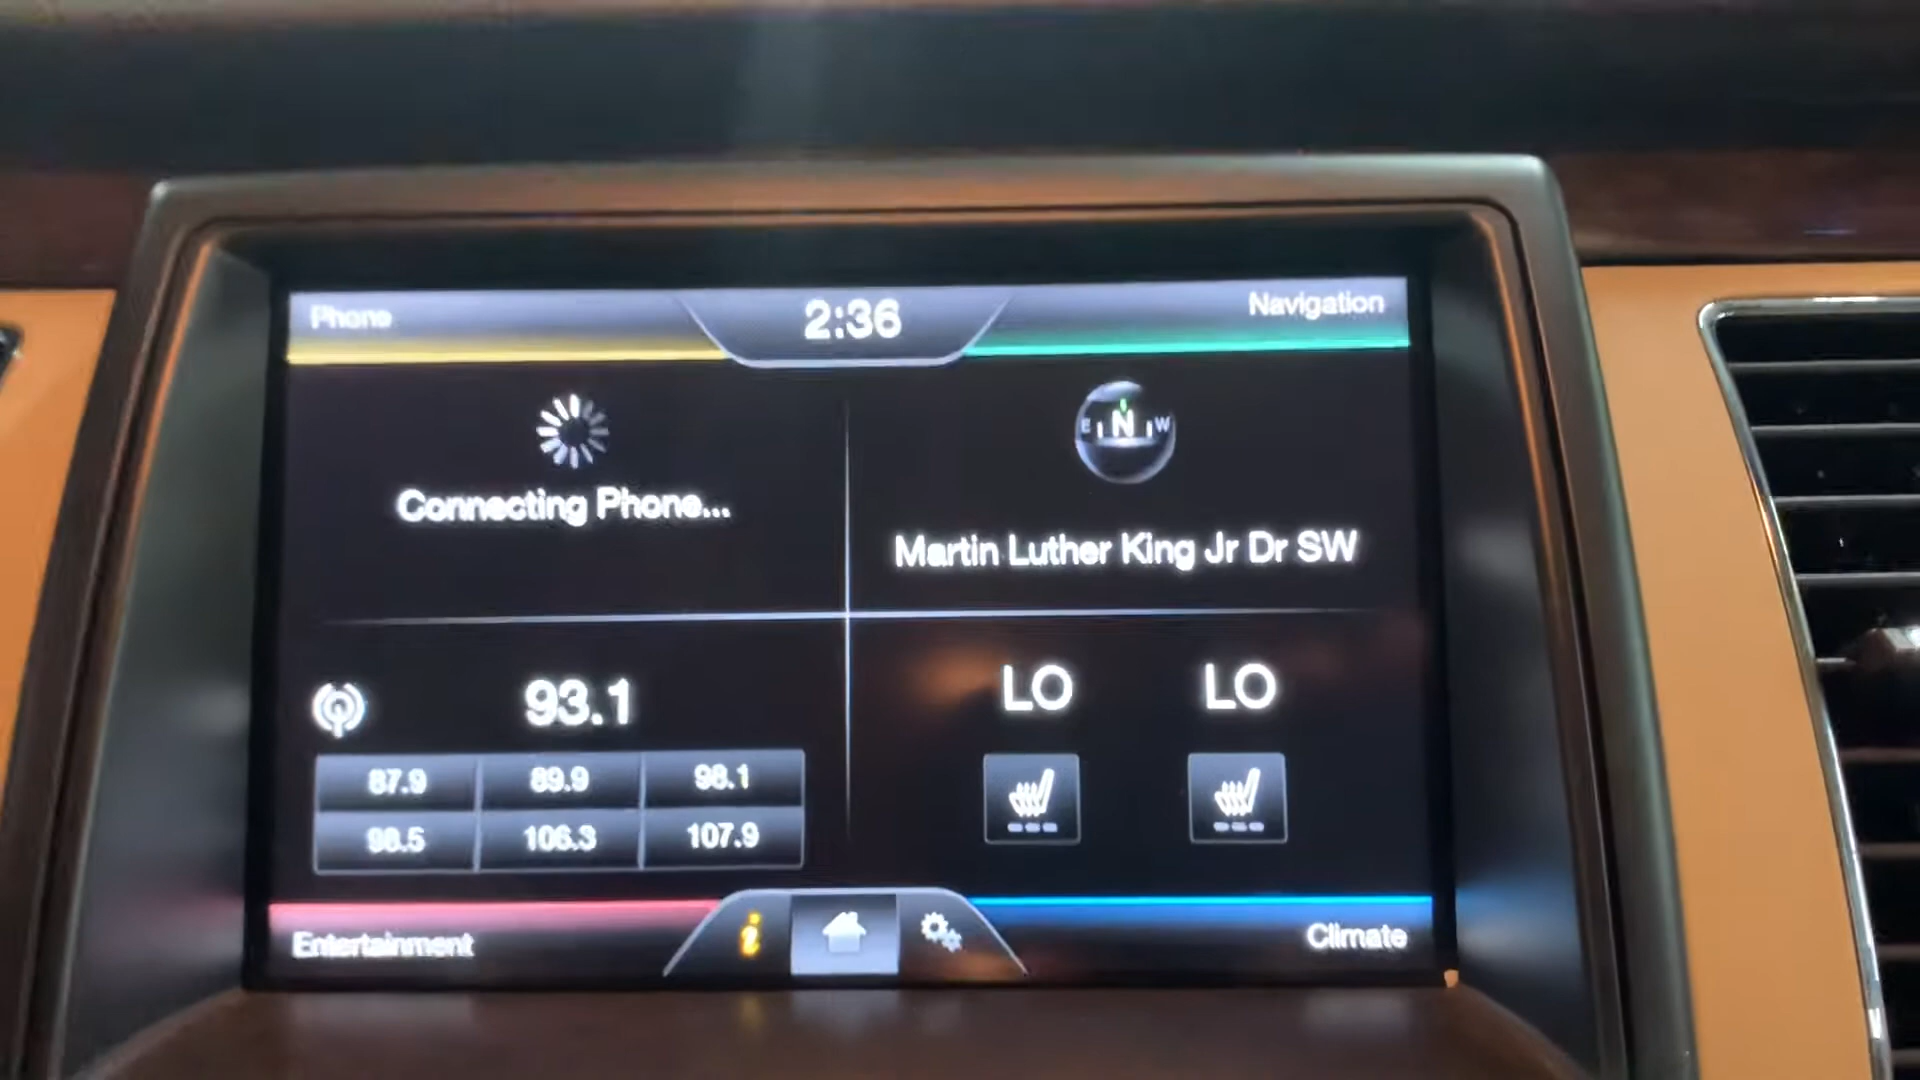 Phone
2:36
Navigation
Connecting Phone...
E N W
Martin Luther King Jr Dr SW
93.1
87.9 89.9 98.1
98.5 106.3 107.9
LO LO
i
Entertainment
Climate